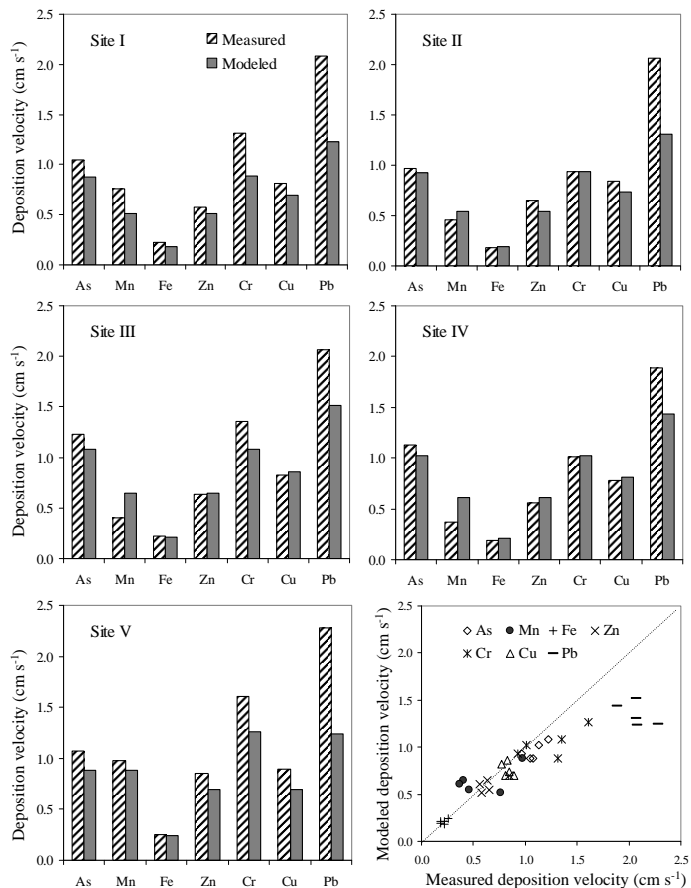 Site I
Measured
Modeled
Deposition velocity (cm s-1)
2.5
2.0
1.5
1.0
0.5
0.0
As Mn Fe Zn Cr Cu Pb
Site II
2.5
2.0
1.5
1.0
0.5
0.0
As Mn Fe Zn Cr Cu Pb
Site III
Deposition velocity (cm s-1)
2.5
2.0
1.5
1.0
0.5
0.0
As Mn Fe Zn Cr Cu Pb
Site IV
2.5
2.0
1.5
1.0
0.5
0.0
As Mn Fe Zn Cr Cu Pb
Site V
Deposition velocity (cm s-1)
2.5
2.0
1.5
1.0
0.5
0.0
As Mn Fe Zn Cr Cu Pb
As Mn Fe Zn
Cr Cu Pb
Modeled deposition velocity (cm s-1)
2.5
2.0
1.5
1.0
0.5
0.0
0.0 0.5 1.0 1.5 2.0 2.5
Measured deposition velocity (cm s-1)